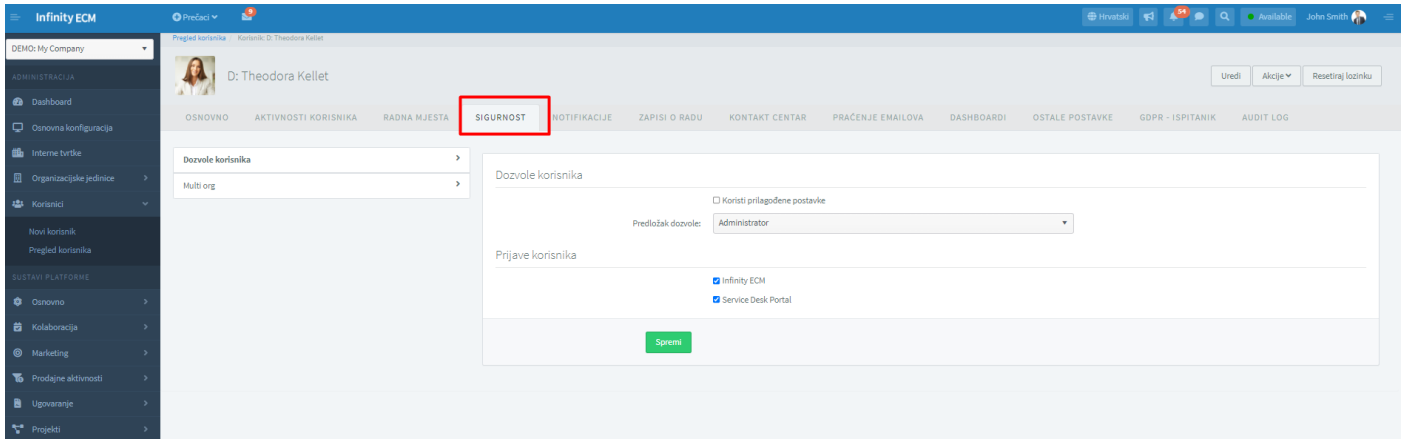 Infinity ECM
Prečaci
9
Hrvatski
54
Available
John Smith
DEMO: My Company
Pregled korisnika / Korisnik: D: Theodora Kellet
D: Theodora Kellet
Uredi
Akcije
Resetiraj lozinku
ADMINISTRACIJA
Dashboard
Osnovna konfiguracija
Interne tvrtke
Organizacijske jedinice
Korisnici
Novi korisnik
Pregled korisnika
SUSTAVI PLATFORME
Osnovno
Kolaboracija
Marketing
Prodajne aktivnosti
Ugovaranje
Projekti
OSNOVNO
AKTIVNOSTI KORISNIKA
RADNA MJESTA
SIGURNOST
NOTIFIKACIJE
ZAPISI O RADU
KONTAKT CENTAR
PRAĆENJE EMAILOVA
DASHBOARDI
OSTALE POSTAVKE
GDPR - ISPITANIK
AUDIT LOG
Dozvole korisnika
Multi org
Dozvole korisnika
Koristi prilagođene postavke
Predložak dozvole:
Administrator
Prijave korisnika
Infinity ECM
Service Desk Portal
Spremi